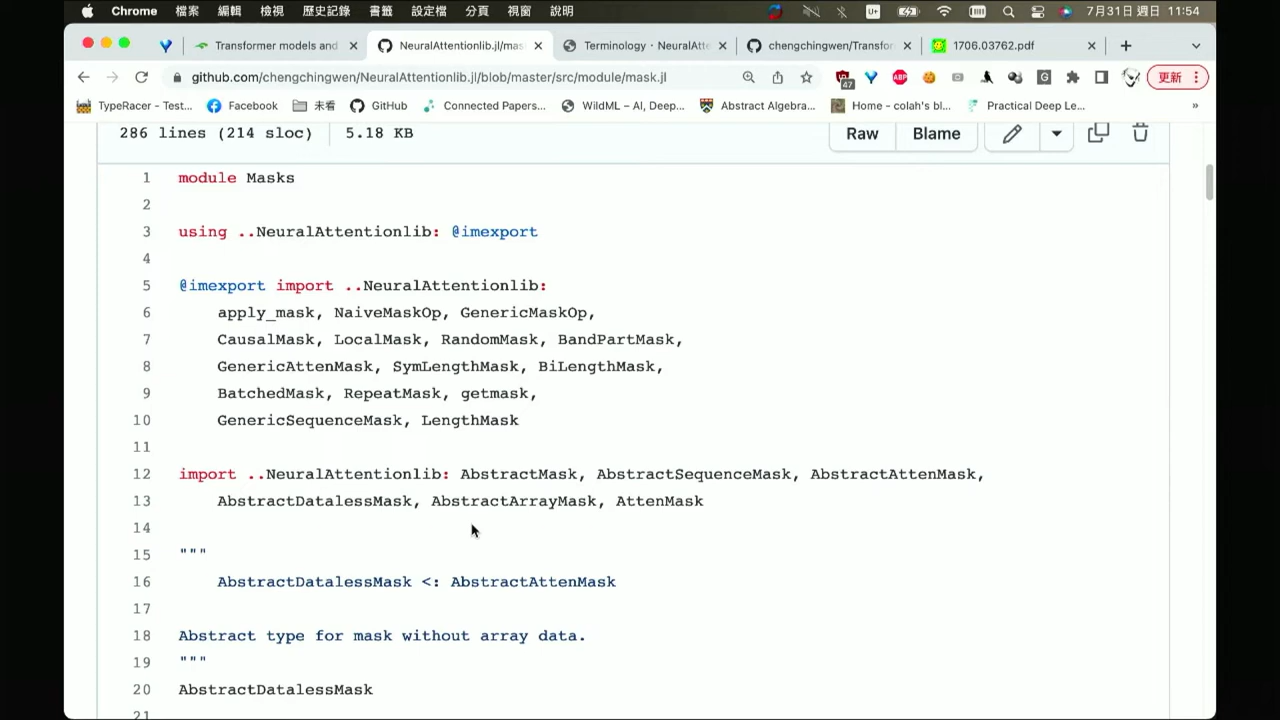 Chrome 檔案 編輯 檢視 歷史記錄 書籤 設定檔 分頁 視窗 說明 7月31日 週日 11:54
Transformer models and NeuralAttentionlib.jl/mas Terminology · NeuralAtte chengchingwen/Transfor 1706.03762.pdf
github.com/chengchingwen/NeuralAttentionlib.jl/blob/master/src/module/mask.jl 47 ABP G 更新
TypeRacer - Test... Facebook 未看 GitHub Connected Papers... WildML – AI, Deep... Abstract Algebra... Home - colah's bl... Practical Deep Le... »
286 lines (214 sloc) 5.18 KB Raw Blame
1 module Masks
2
3 using ..NeuralAttentionlib: @imexport
4
5 @imexport import ..NeuralAttentionlib:
6 apply_mask, NaiveMaskOp, GenericMaskOp,
7 CausalMask, LocalMask, RandomMask, BandPartMask,
8 GenericAttenMask, SymLengthMask, BiLengthMask,
9 BatchedMask, RepeatMask, getmask,
10 GenericSequenceMask, LengthMask
11
12 import ..NeuralAttentionlib: AbstractMask, AbstractSequenceMask, AbstractAttenMask,
13 AbstractDatalessMask, AbstractArrayMask, AttenMask
14
15 """
16 AbstractDatalessMask <: AbstractAttenMask
17
18 Abstract type for mask without array data.
19 """
20 AbstractDatalessMask
21